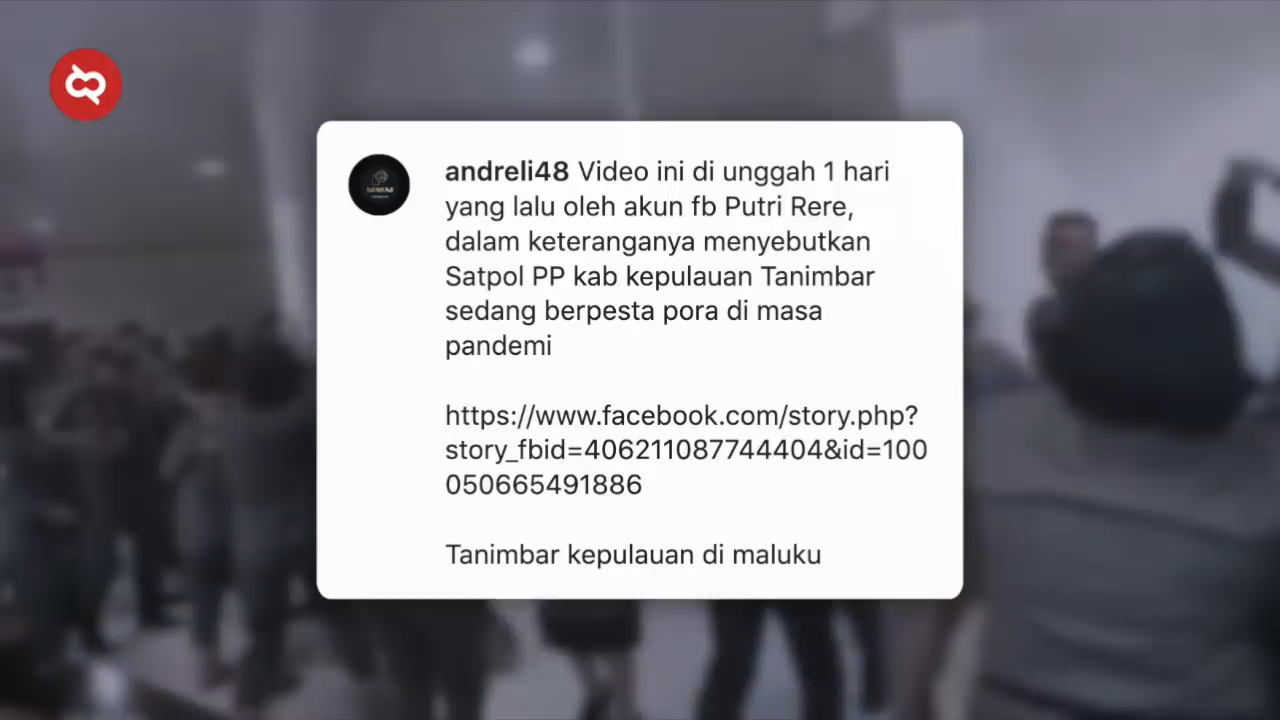 andreli48 Video ini di unggah 1 hari
yang lalu oleh akun fb Putri Rere,
dalam keteranganya menyebutkan
Satpol PP kab kepulauan Tanimbar
sedang berpesta pora di masa
pandemi
https://www.facebook.com/story.php?
story_fbid=406211087744404&id=100
050665491886
Tanimbar kepulauan di maluku